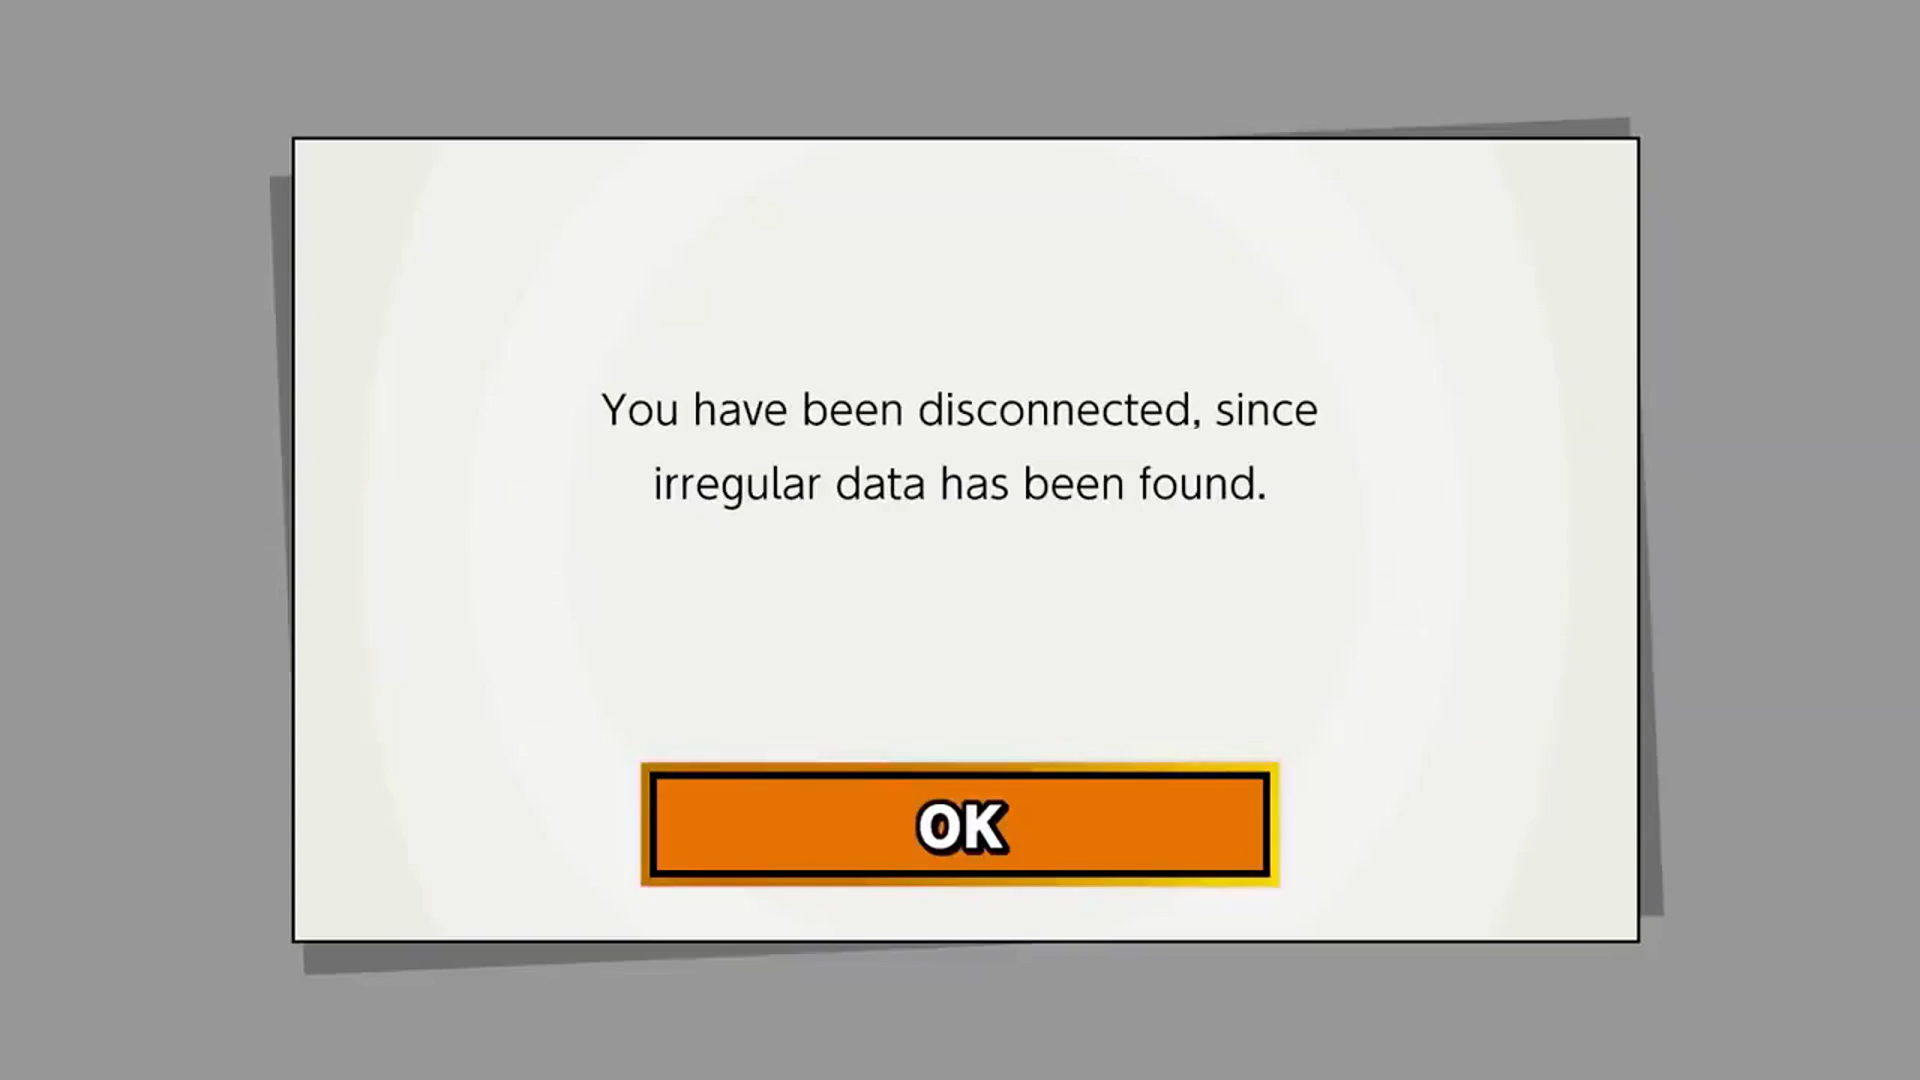 You have been disconnected, since
irregular data has been found.
OK